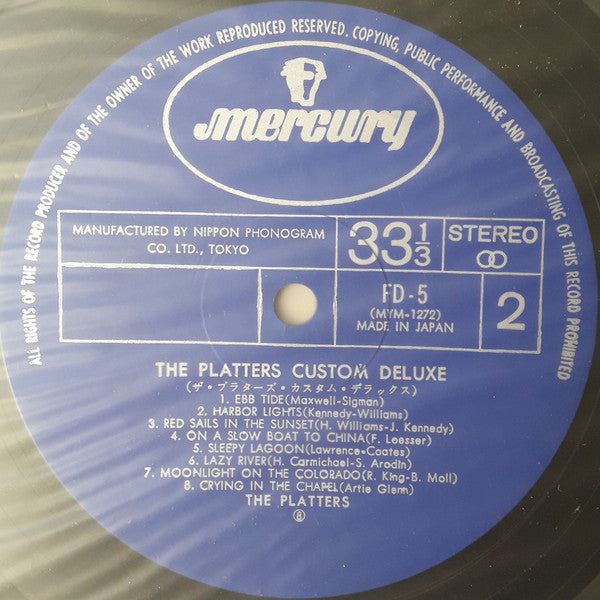 ALL RIGHTS OF THE RECORD PRODUCER AND OF THE OWNER OF THE WORK REPRODUCED RESERVED. COPYING, PUBLIC PERFORMANCE AND BROADCASTING OF THIS RECORD PROHIBITED
mercury
MANUFACTURED BY NIPPON PHONOGRAM
CO. LTD., TOKYO
33 1/3
STEREO
FD-5
(MYM-1272)
MADE IN JAPAN
2
THE PLATTERS CUSTOM DELUXE
(ザ・プラターズ・カスタム・デラックス)
1. EBB TIDE(Maxwell-Sigman)
2. HARBOR LIGHTS(Kennedy-Williams)
3. RED SAILS IN THE SUNSET(H. Williams-J. Kennedy)
4. ON A SLOW BOAT TO CHINA(F. Leesser)
5. SLEEPY LAGOON(Lawrence-Coates)
6. LAZY RIVER(H. Carmichael-S. Arodin)
7. MOONLIGHT ON THE COLORADO(R. King-B. Moll)
8. CRYING IN THE CHAPEL(Artie Glenn)
THE PLATTERS
Ⓡ